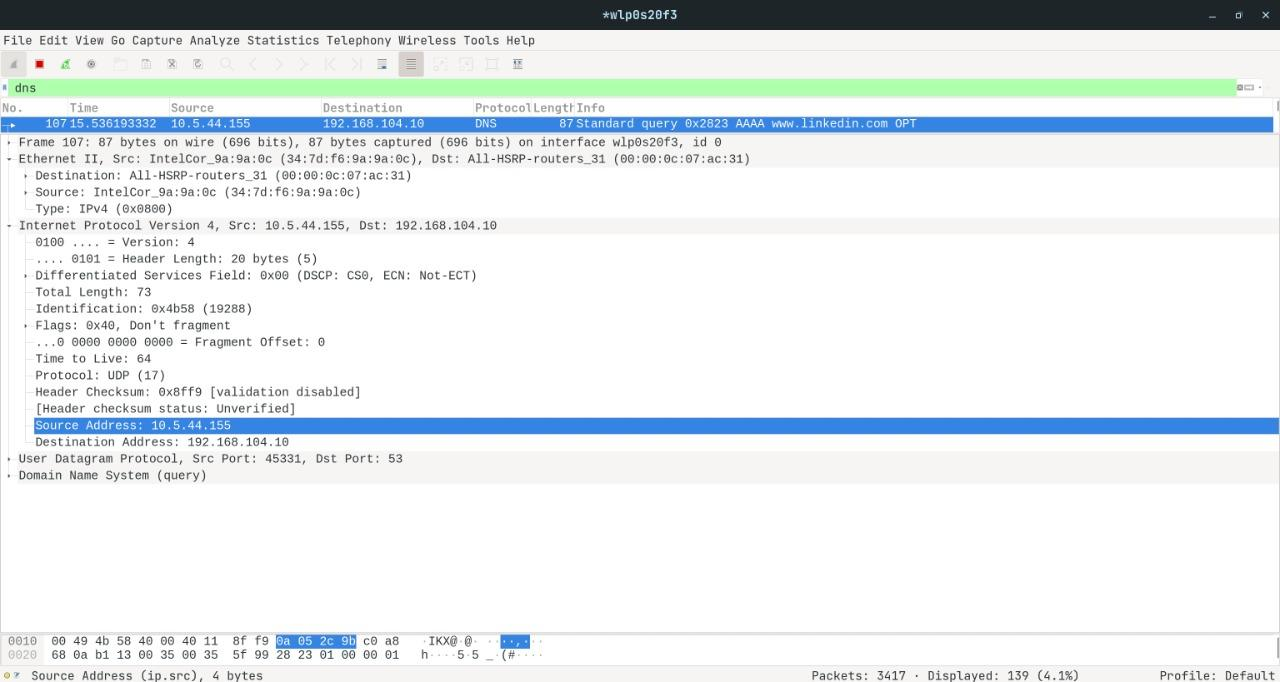 *wlp0s20f3
File Edit View Go Capture Analyze Statistics Telephony Wireless Tools Help
dns
No. Time Source Destination Protocol Length Info
107 15.536193332 10.5.44.155 192.168.104.10 DNS 87 Standard query 0x2823 AAAA www.linkedin.com OPT
Frame 107: 87 bytes on wire (696 bits), 87 bytes captured (696 bits) on interface wlp0s20f3, id 0
Ethernet II, Src: IntelCor_9a:9a:0c (34:7d:f6:9a:9a:0c), Dst: All-HSRP-routers_31 (00:00:0c:07:ac:31)
Destination: All-HSRP-routers_31 (00:00:0c:07:ac:31)
Source: IntelCor_9a:9a:0c (34:7d:f6:9a:9a:0c)
Type: IPv4 (0x0800)
Internet Protocol Version 4, Src: 10.5.44.155, Dst: 192.168.104.10
0100 .... = Version: 4
.... 0101 = Header Length: 20 bytes (5)
Differentiated Services Field: 0x00 (DSCP: CS0, ECN: Not-ECT)
Total Length: 73
Identification: 0x4b58 (19288)
Flags: 0x40, Don't fragment
...0 0000 0000 0000 = Fragment Offset: 0
Time to Live: 64
Protocol: UDP (17)
Header Checksum: 0x8ff9 [validation disabled]
[Header checksum status: Unverified]
Source Address: 10.5.44.155
Destination Address: 192.168.104.10
User Datagram Protocol, Src Port: 45331, Dst Port: 53
Domain Name System (query)
0010 00 49 4b 58 40 00 40 11 8f f9 0a 05 2c 9b c0 a8 ·IKX@·@· ····,···
0020 68 0a b1 13 00 35 00 35 5f 99 28 23 01 00 00 01 h····5·5 _·(#····
Source Address (ip.src), 4 bytes Packets: 3417 · Displayed: 139 (4.1%) Profile: Default